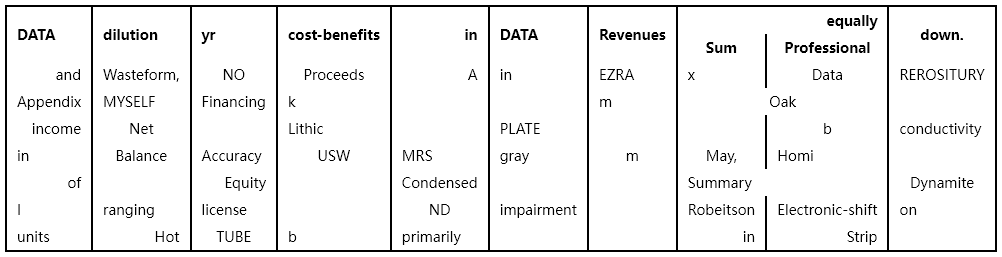 equally
DATA dilution yr cost-benefits in DATA Revenues Sum Professional down.
and Wasteform, NO Proceeds A in EZRA x Data REROSITURY
Appendix MYSELF Financing k m Oak
income Net Lithic PLATE b conductivity
in Balance Accuracy USW MRS gray m May, Homi
of Equity Condensed Summary Dynamite
I ranging license ND impairment Robeitson Electronic-shift on
units Hot TUBE b primarily in Strip